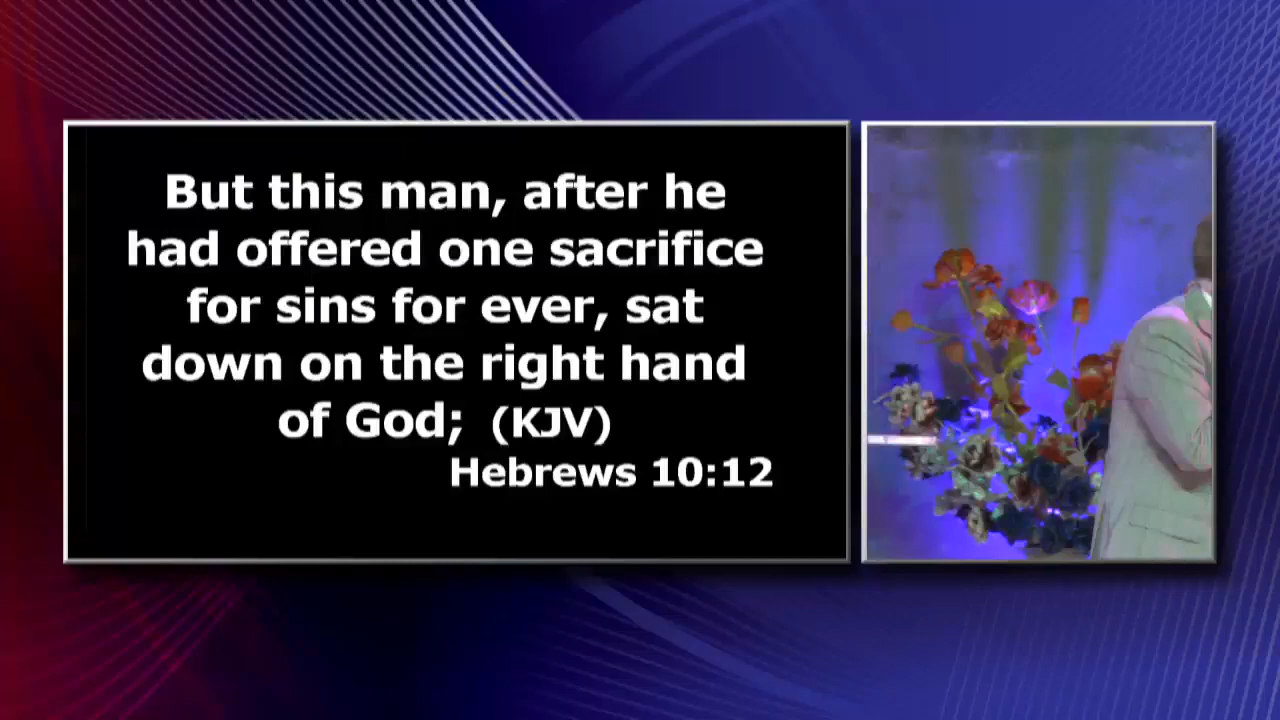 But this man, after he
had offered one sacrifice
for sins for ever, sat
down on the right hand
of God; (KJV)
Hebrews 10:12